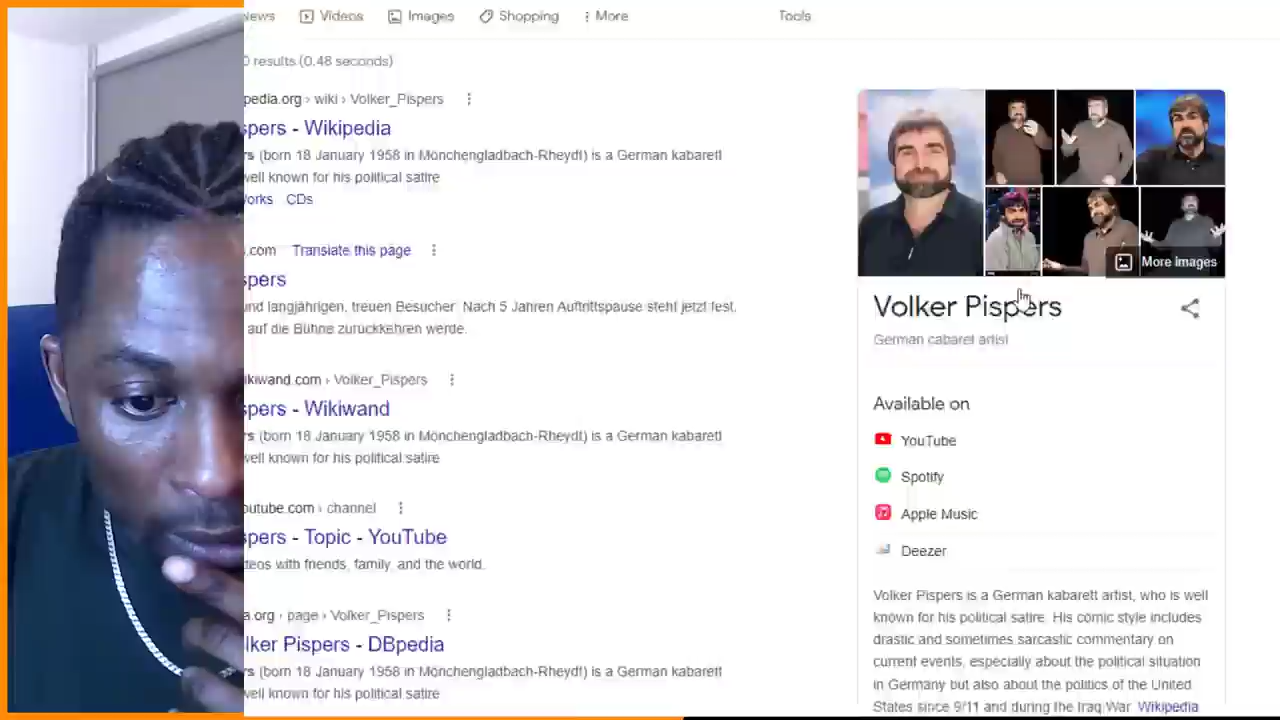 News Videos Images Shopping More Tools
0 results (0.48 seconds)
pedia.org › wiki › Volker_Pispers
spers - Wikipedia
rs (born 18 January 1958 in Mönchengladbach-Rheydt) is a German kabarett
well known for his political satire
Works CDs
.com Translate this page
spers
und langjährigen, treuen Besucher Nach 5 Jahren Auftrittspause steht jetzt fest,
auf die Bühne zurückkehren werde.
ikiwand.com › Volker_Pispers
spers - Wikiwand
rs (born 18 January 1958 in Mönchengladbach-Rheydt) is a German kabarett
well known for his political satire
outube.com › channel
spers - Topic - YouTube
deos with friends, family, and the world.
a.org › page › Volker_Pispers
lker Pispers - DBpedia
rs (born 18 January 1958 in Mönchengladbach-Rheydt) is a German kabarett
well known for his political satire
More images
Volker Pispers
German cabaret artist
Available on
YouTube
Spotify
Apple Music
Deezer
Volker Pispers is a German kabarett artist, who is well
known for his political satire. His comic style includes
drastic and sometimes sarcastic commentary on
current events, especially about the political situation
in Germany but also about the politics of the United
States since 9/11 and during the Iraq War. Wikipedia